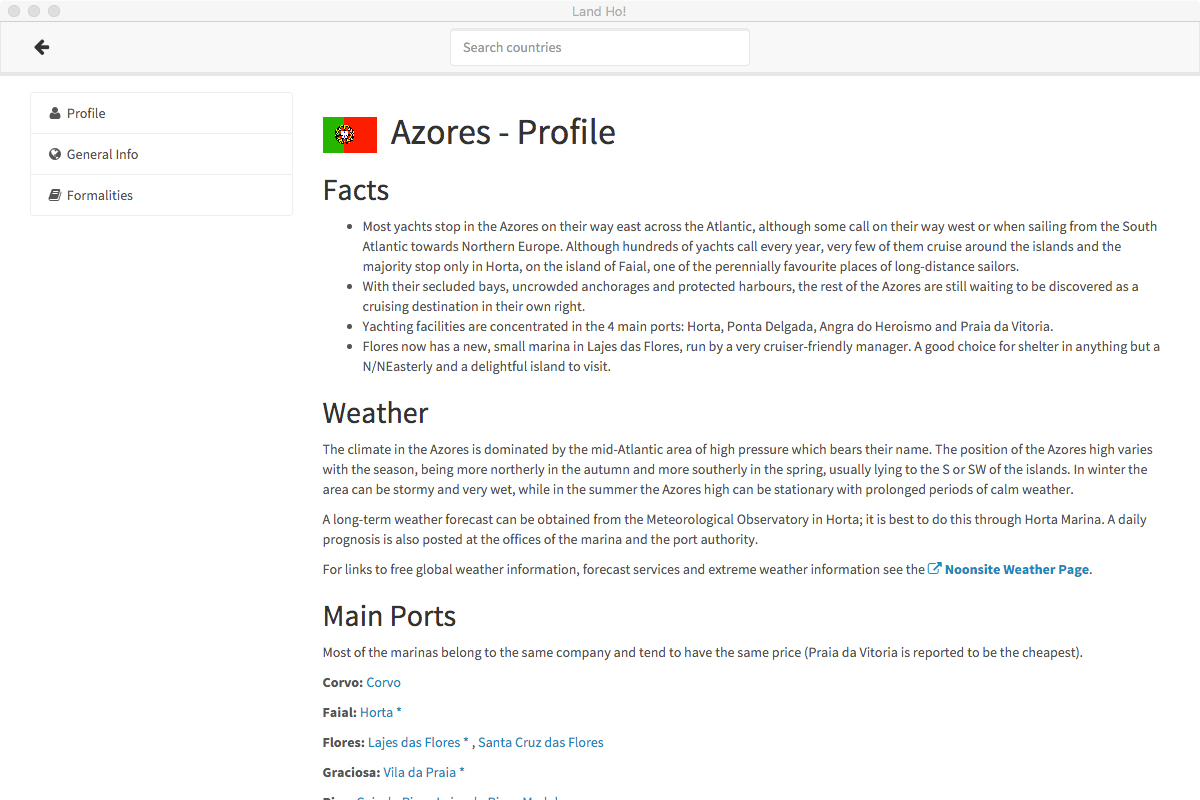 Land Ho!
Search countries
Profile
General Info
Formalities
Azores - Profile
Facts
Most yachts stop in the Azores on their way east across the Atlantic, although some call on their way west or when sailing from the South
Atlantic towards Northern Europe. Although hundreds of yachts call every year, very few of them cruise around the islands and the
majority stop only in Horta, on the island of Faial, one of the perennially favourite places of long-distance sailors.
With their secluded bays, uncrowded anchorages and protected harbours, the rest of the Azores are still waiting to be discovered as a
cruising destination in their own right.
Yachting facilities are concentrated in the 4 main ports: Horta, Ponta Delgada, Angra do Heroismo and Praia da Vitoria.
Flores now has a new, small marina in Lajes das Flores, run by a very cruiser-friendly manager. A good choice for shelter in anything but a
N/NEasterly and a delightful island to visit.
Weather
The climate in the Azores is dominated by the mid-Atlantic area of high pressure which bears their name. The position of the Azores high varies
with the season, being more northerly in the autumn and more southerly in the spring, usually lying to the S or SW of the islands. In winter the
area can be stormy and very wet, while in the summer the Azores high can be stationary with prolonged periods of calm weather.
A long-term weather forecast can be obtained from the Meteorological Observatory in Horta; it is best to do this through Horta Marina. A daily
prognosis is also posted at the offices of the marina and the port authority.
For links to free global weather information, forecast services and extreme weather information see the Noonsite Weather Page.
Main Ports
Most of the marinas belong to the same company and tend to have the same price (Praia da Vitoria is reported to be the cheapest).
Corvo: Corvo
Faial: Horta *
Flores: Lajes das Flores * , Santa Cruz das Flores
Graciosa: Vila da Praia *